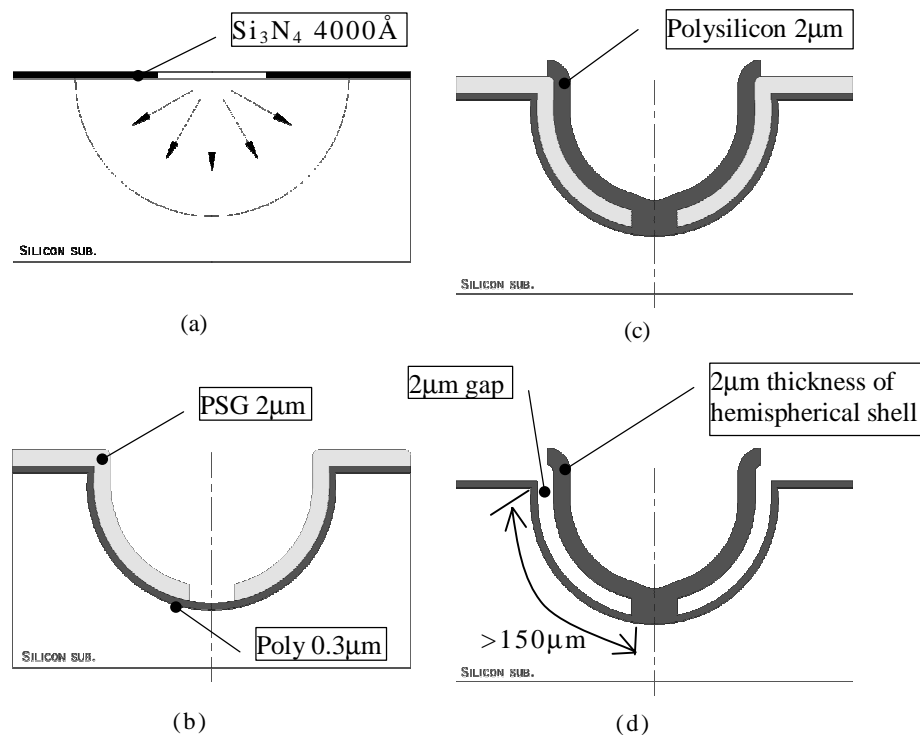 Si₃N₄ 4000Å
SILICON SUB.
(a)
Polysilicon 2μm
SILICON SUB.
(c)
PSG 2μm
Poly 0.3μm
SILICON SUB.
(b)
2μm gap
2μm thickness of
hemispherical shell
>150μm
SILICON SUB.
(d)